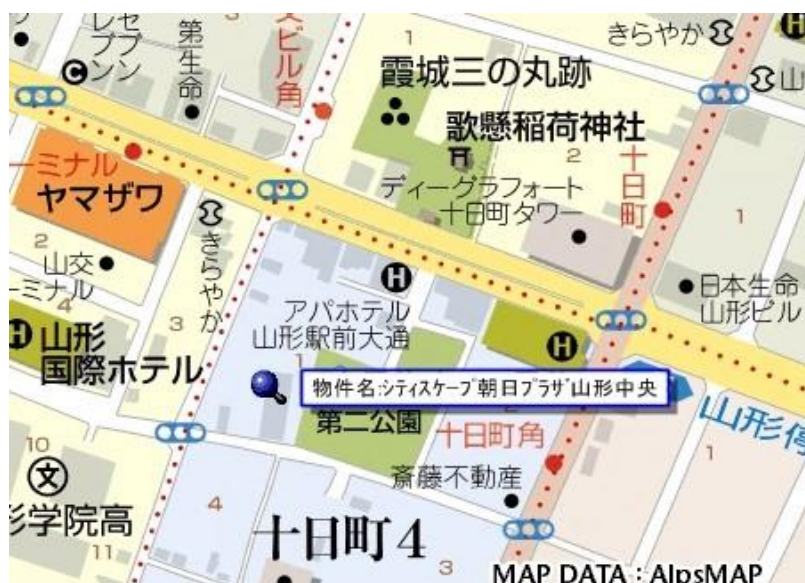 セブン
レブン
第一生命
ビル角
1
霞城三の丸跡
きらやか
山
歌懸稲荷神社
2
ーミナル
ヤマザワ
ディーグラフォート
十日町タワー
十日町
1
きらやか
2
山交
ーミナル
4
3
アパホテル
山形駅前大通
日本生命
山形ビル
山形
国際ホテル
1
物件名:シティスケープ朝日プラザ山形中央
第二公園
十日町角
山形停
1
10
文
形学院高
11
4
斎藤不動産
十日町4
3
MAP DATA:AlpsMAP